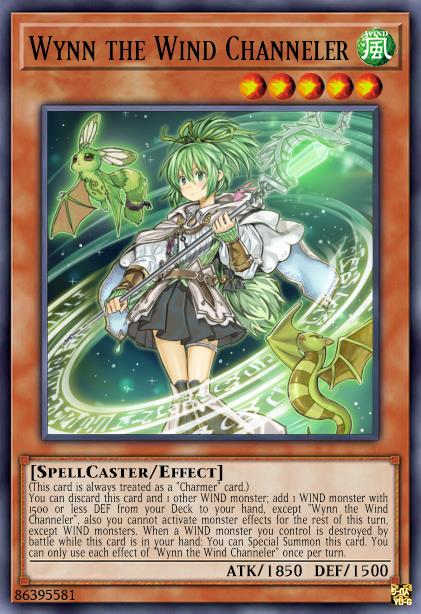 WYNN THE WIND CHANNELER
WIND
風
[SPELLCASTER/EFFECT]
(This card is always treated as a "Charmer" card.)
You can discard this card and 1 other WIND monster; add 1 WIND monster with
1500 or less DEF from your Deck to your hand, except "Wynn the Wind
Channeler", also you cannot activate monster effects for the rest of this turn,
except WIND monsters. When a WIND monster you control is destroyed by
battle while this card is in your hand: You can Special Summon this card. You
can only use each effect of "Wynn the Wind Channeler" once per turn.
ATK/1850 DEF/1500
86395581